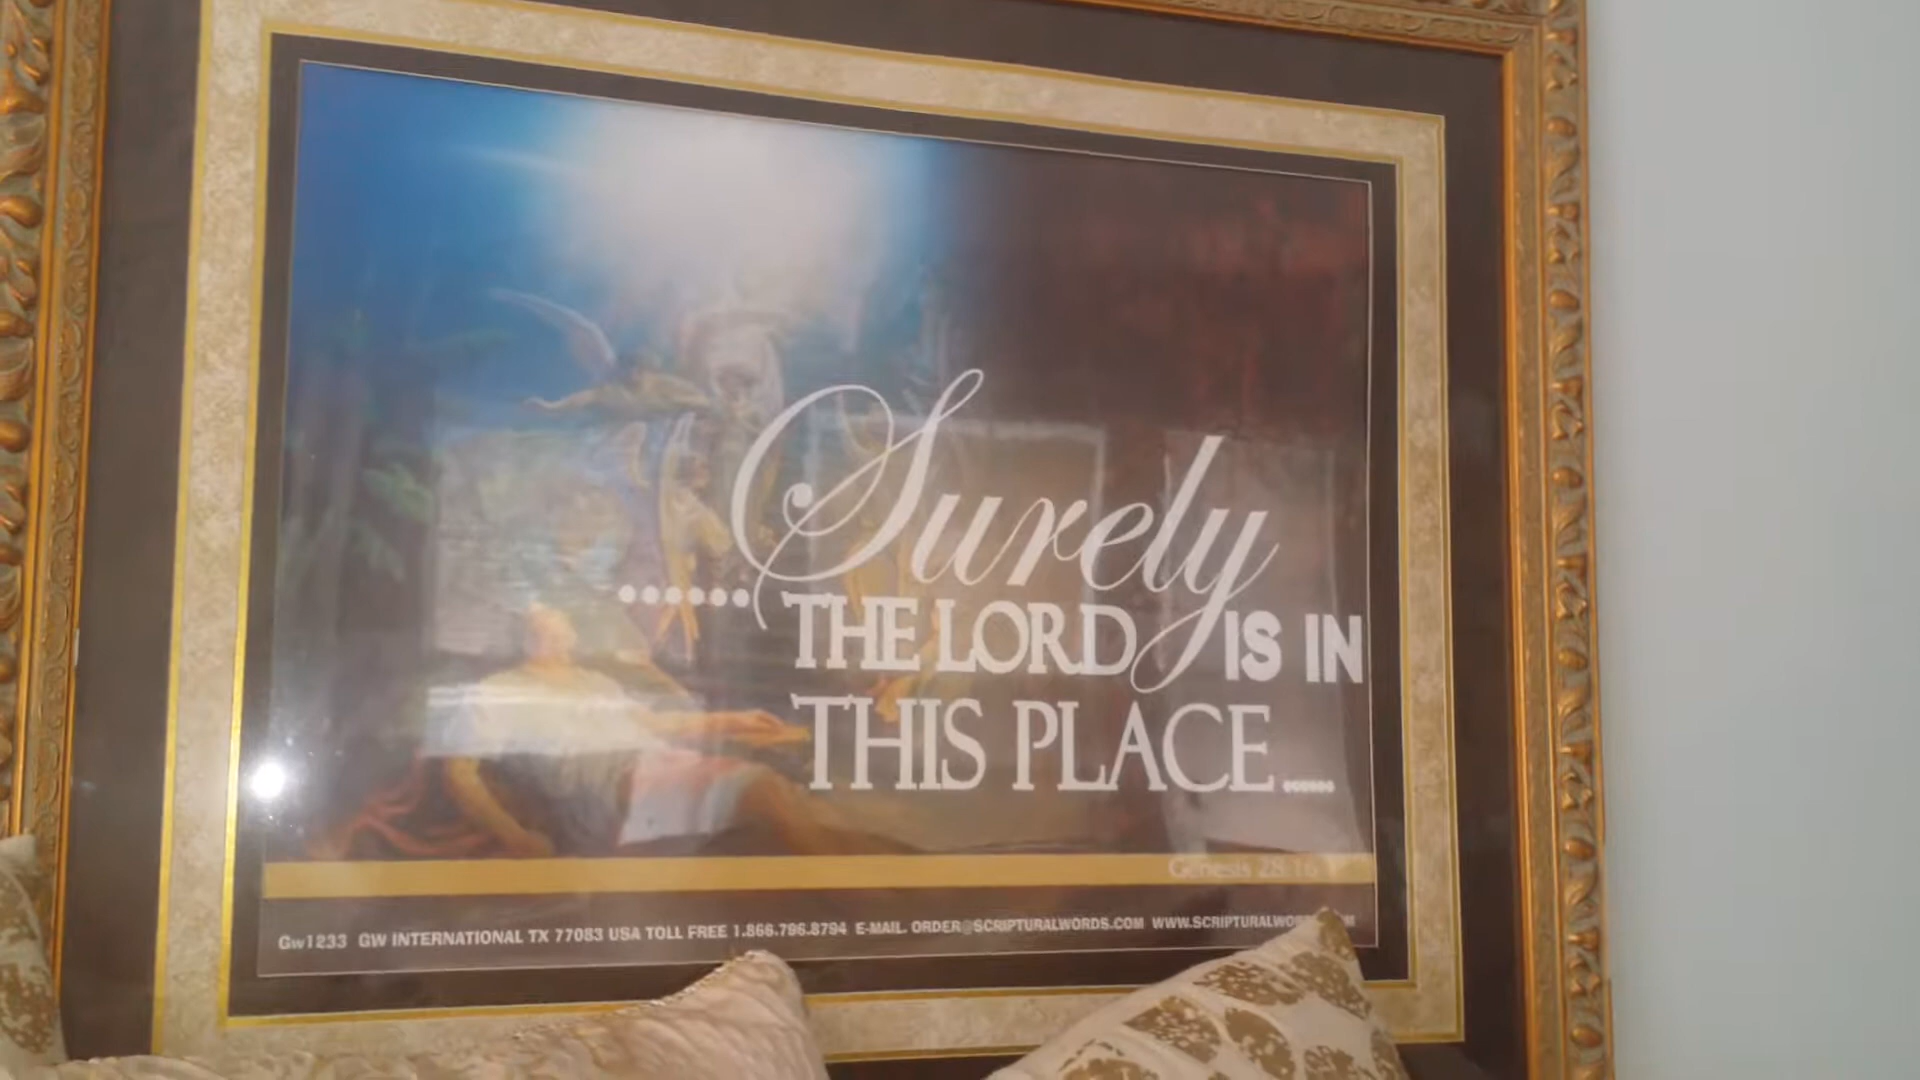 ......Surely
THE LORD IS IN
THIS PLACE......
Genesis 28:16
Gw1233 GW INTERNATIONAL TX 77083 USA TOLL FREE 1.866.796.8794 E-MAIL. ORDER@SCRIPTURALWORDS.COM